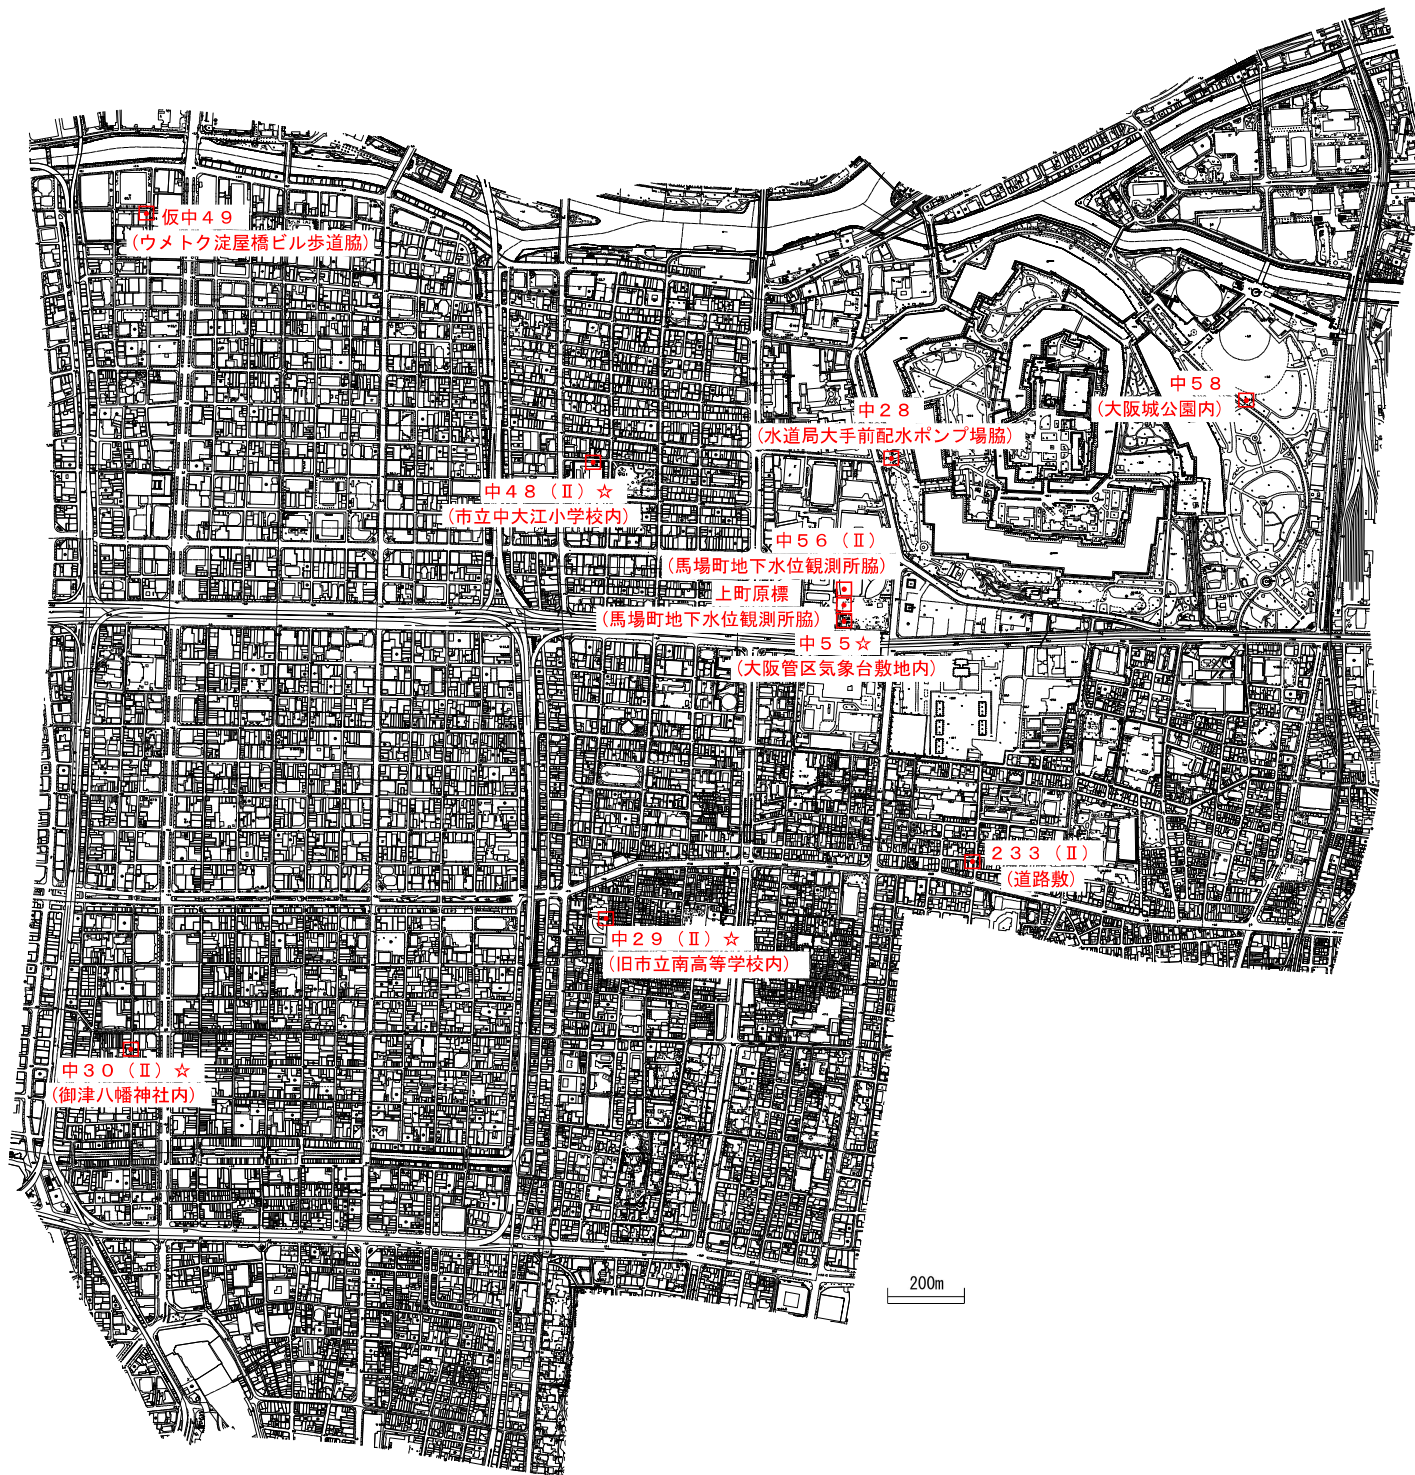 仮中４９
(ウメトク淀屋橋ビル歩道脇)
中５８
(大阪城公園内)
中２８
(水道局大手前配水ポンプ場脇)
中４８（Ⅱ）☆
(市立中大江小学校内)
中５６（Ⅱ）
(馬場町地下水位観測所脇)
上町原標
(馬場町地下水位観測所脇)
中５５☆
(大阪管区気象台敷地内)
２３３（Ⅱ）
(道路敷)
中２９（Ⅱ）☆
(旧市立南高等学校内)
中３０（Ⅱ）☆
(御津八幡神社内)
200m